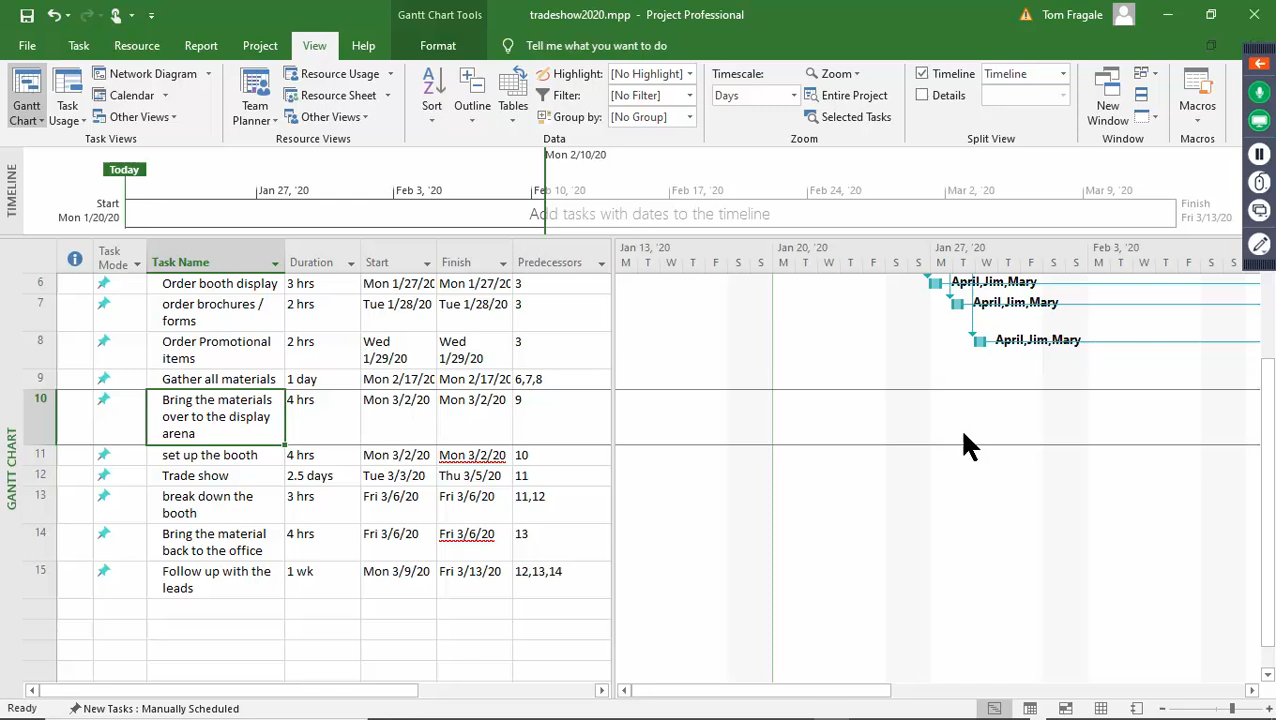 Gantt Chart Tools tradeshow2020.mpp - Project Professional Tom Fragale
File Task Resource Report Project View Help Format Tell me what you want to do
Gantt Chart Task Usage Network Diagram Calendar Other Views Task Views
Team Planner Resource Usage Resource Sheet Other Views Resource Views
Sort Outline Tables Highlight: [No Highlight] Filter: [No Filter] Group by: [No Group] Data
Timescale: Days Zoom Entire Project Selected Tasks Zoom
Timeline Timeline Details Split View
New Window Window Macros Macros
TIMELINE
Mon 2/10/20
Today
Jan 27, '20 Feb 3, '20 Feb 10, '20 Feb 17, '20 Feb 24, '20 Mar 2, '20 Mar 9, '20
Start
Mon 1/20/20
Add tasks with dates to the timeline
Finish
Fri 3/13/20
GANTT CHART
Task Mode Task Name Duration Start Finish Predecessors
Jan 13, '20 Jan 20, '20 Jan 27, '20 Feb 3, '20
M T W T F S S M T W T F S S M T W T F S S M T W T F S S
6 Order booth display 3 hrs Mon 1/27/20 Mon 1/27/20 3 April,Jim,Mary
7 order brochures / forms 2 hrs Tue 1/28/20 Tue 1/28/20 3 April,Jim,Mary
8 Order Promotional items 2 hrs Wed 1/29/20 Wed 1/29/20 3 April,Jim,Mary
9 Gather all materials 1 day Mon 2/17/20 Mon 2/17/20 6,7,8
10 Bring the materials over to the display arena 4 hrs Mon 3/2/20 Mon 3/2/20 9
11 set up the booth 4 hrs Mon 3/2/20 Mon 3/2/20 10
12 Trade show 2.5 days Tue 3/3/20 Thu 3/5/20 11
13 break down the booth 3 hrs Fri 3/6/20 Fri 3/6/20 11,12
14 Bring the material back to the office 4 hrs Fri 3/6/20 Fri 3/6/20 13
15 Follow up with the leads 1 wk Mon 3/9/20 Fri 3/13/20 12,13,14
Ready New Tasks : Manually Scheduled